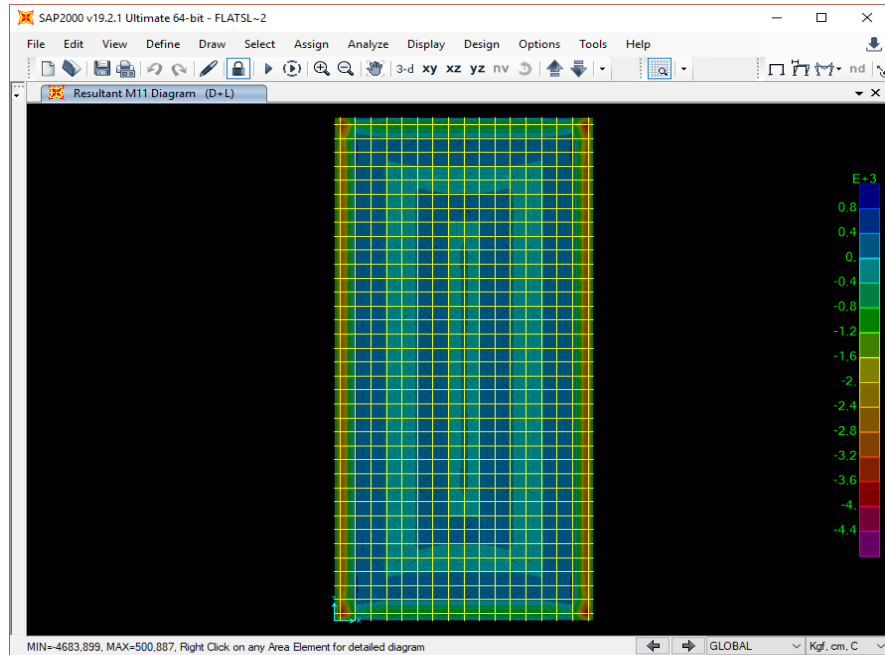 SAP2000 v19.2.1 Ultimate 64-bit - FLATSL~2
File Edit View Define Draw Select Assign Analyze Display Design Options Tools Help
3-d xy xz yz nv nd
Resultant M11 Diagram (D+L)
E+3
0.8
0.4
0.
-0.4
-0.8
-1.2
-1.6
-2.
-2.4
-2.8
-3.2
-3.6
-4.
-4.4
Y
X
MIN=-4683,899, MAX=500,887, Right Click on any Area Element for detailed diagram GLOBAL Kgf, cm, C